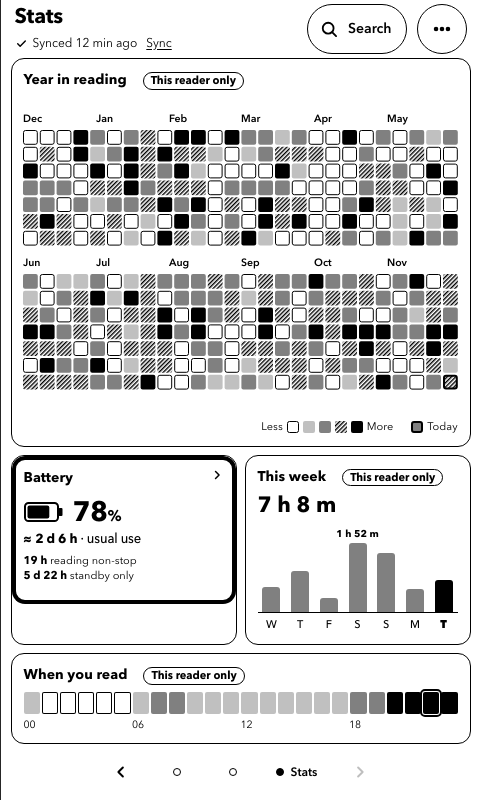 Stats
✓ Synced 12 min ago Sync
Search
Year in reading This reader only
Dec Jan Feb Mar Apr May
Jun Jul Aug Sep Oct Nov
Less More Today
Battery
78%
≈ 2 d 6 h · usual use
19 h reading non-stop
5 d 22 h standby only
This week This reader only
7 h 8 m
1 h 52 m
W T F S S M T
When you read This reader only
00 06 12 18
Stats